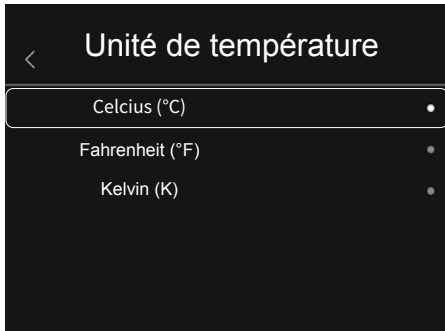 Unité de température
Celcius (°C)
Fahrenheit (°F)
Kelvin (K)